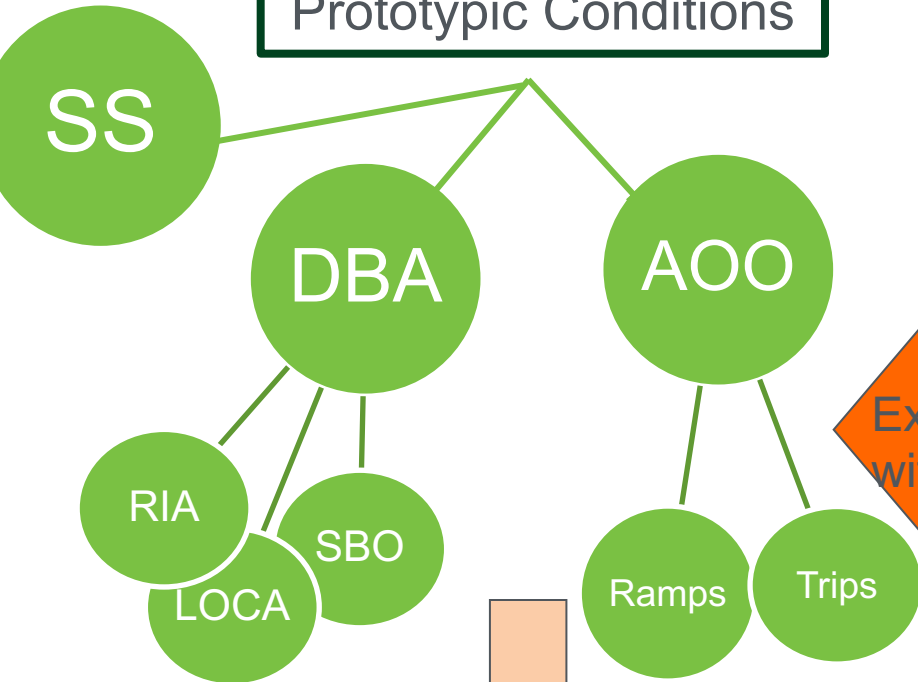 Prototypic Conditions
SS
DBA
AOO
RIA
SBO
LOCA
Ramps
Trips